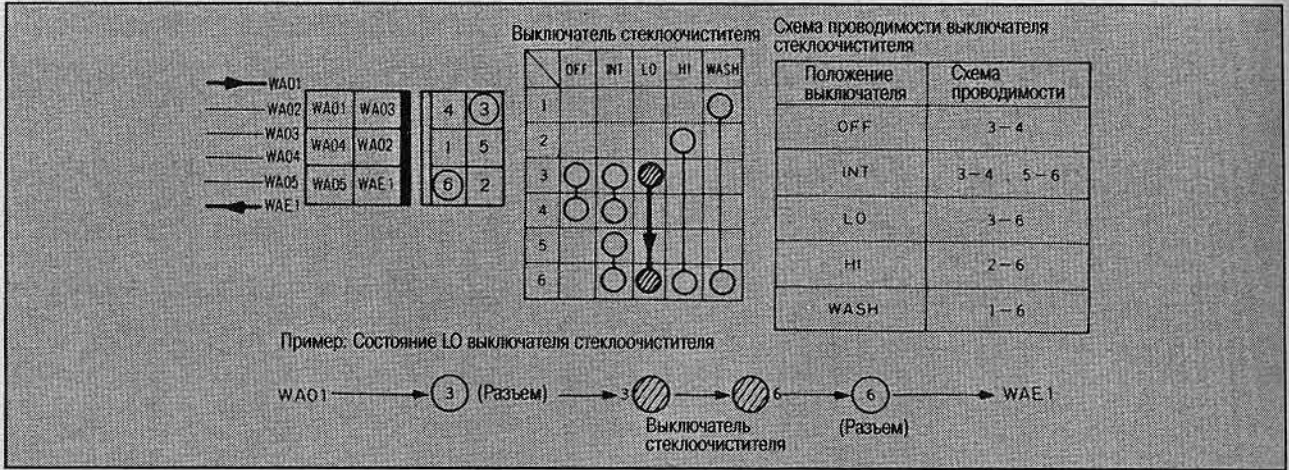 WA01
WA02
WA03
WA04
WA05
WAE1
WA01 WA03
WA04 WA02
WA05 WAE1
4 3
1 5
6 2
Выключатель стеклоочистителя
OFF INT LO HI WASH
1
2
3
4
5
6
Схема проводимости выключателя
стеклоочистителя
Положение выключателя Схема проводимости
OFF 3-4
INT 3-4, 5-6
LO 3-6
HI 2-6
WASH 1-6
Пример: Состояние LO выключателя стеклоочистителя
WA01 3 (Разъем) 3 6 6 WAE1
Выключатель
стеклоочистителя
(Разъем)